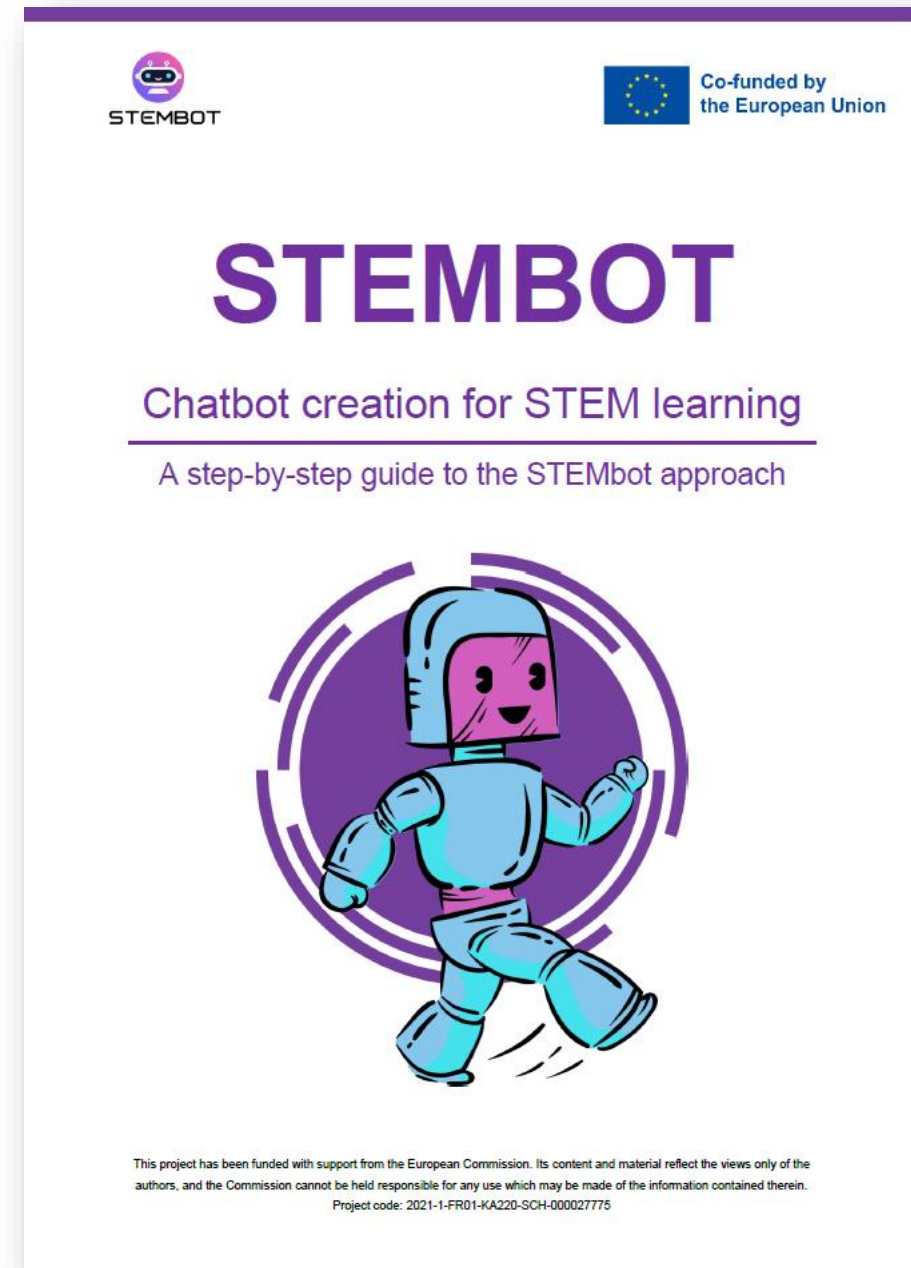 STEMBOT
Co-funded by
the European Union
STEMBOT
Chatbot creation for STEM learning
A step-by-step guide to the STEMbot approach
This project has been funded with support from the European Commission. Its content and material reflect the views only of the
authors, and the Commission cannot be held responsible for any use which may be made of the information contained therein.
Project code: 2021-1-FR01-KA220-SCH-000027775